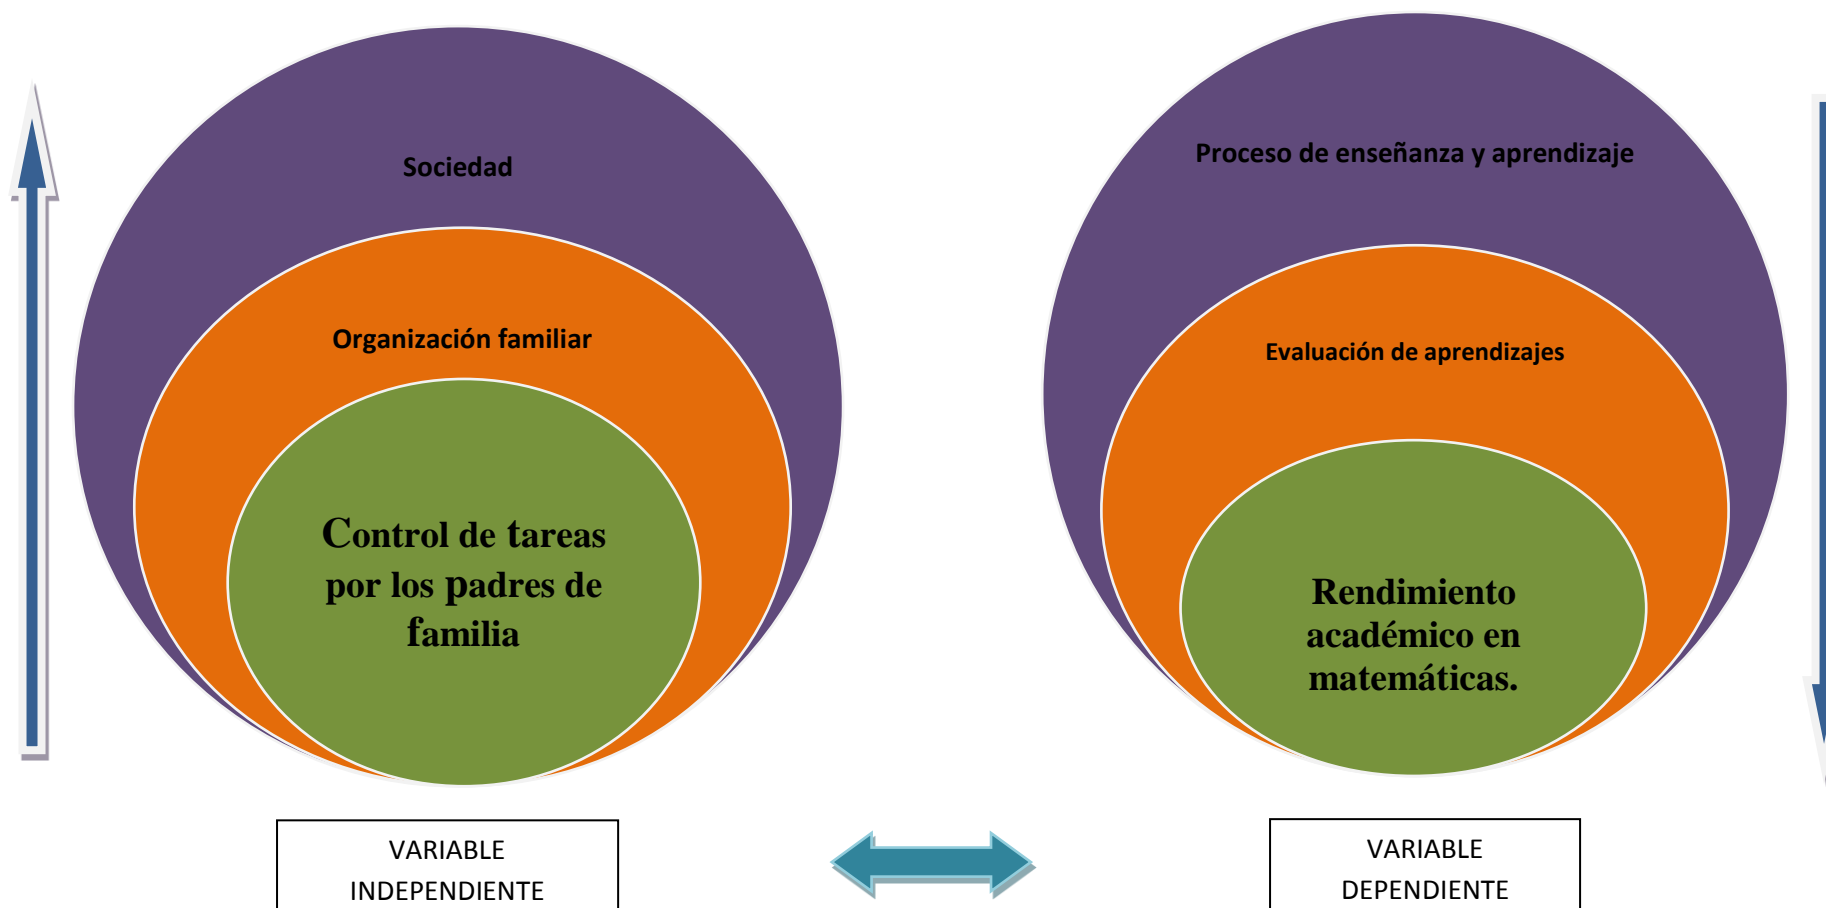 Sociedad
Organización familiar
Control de tareas
por los padres de
familia
VARIABLE
INDEPENDIENTE
Proceso de enseñanza y aprendizaje
Evaluación de aprendizajes
Rendimiento
académico en
matemáticas.
VARIABLE
DEPENDIENTE